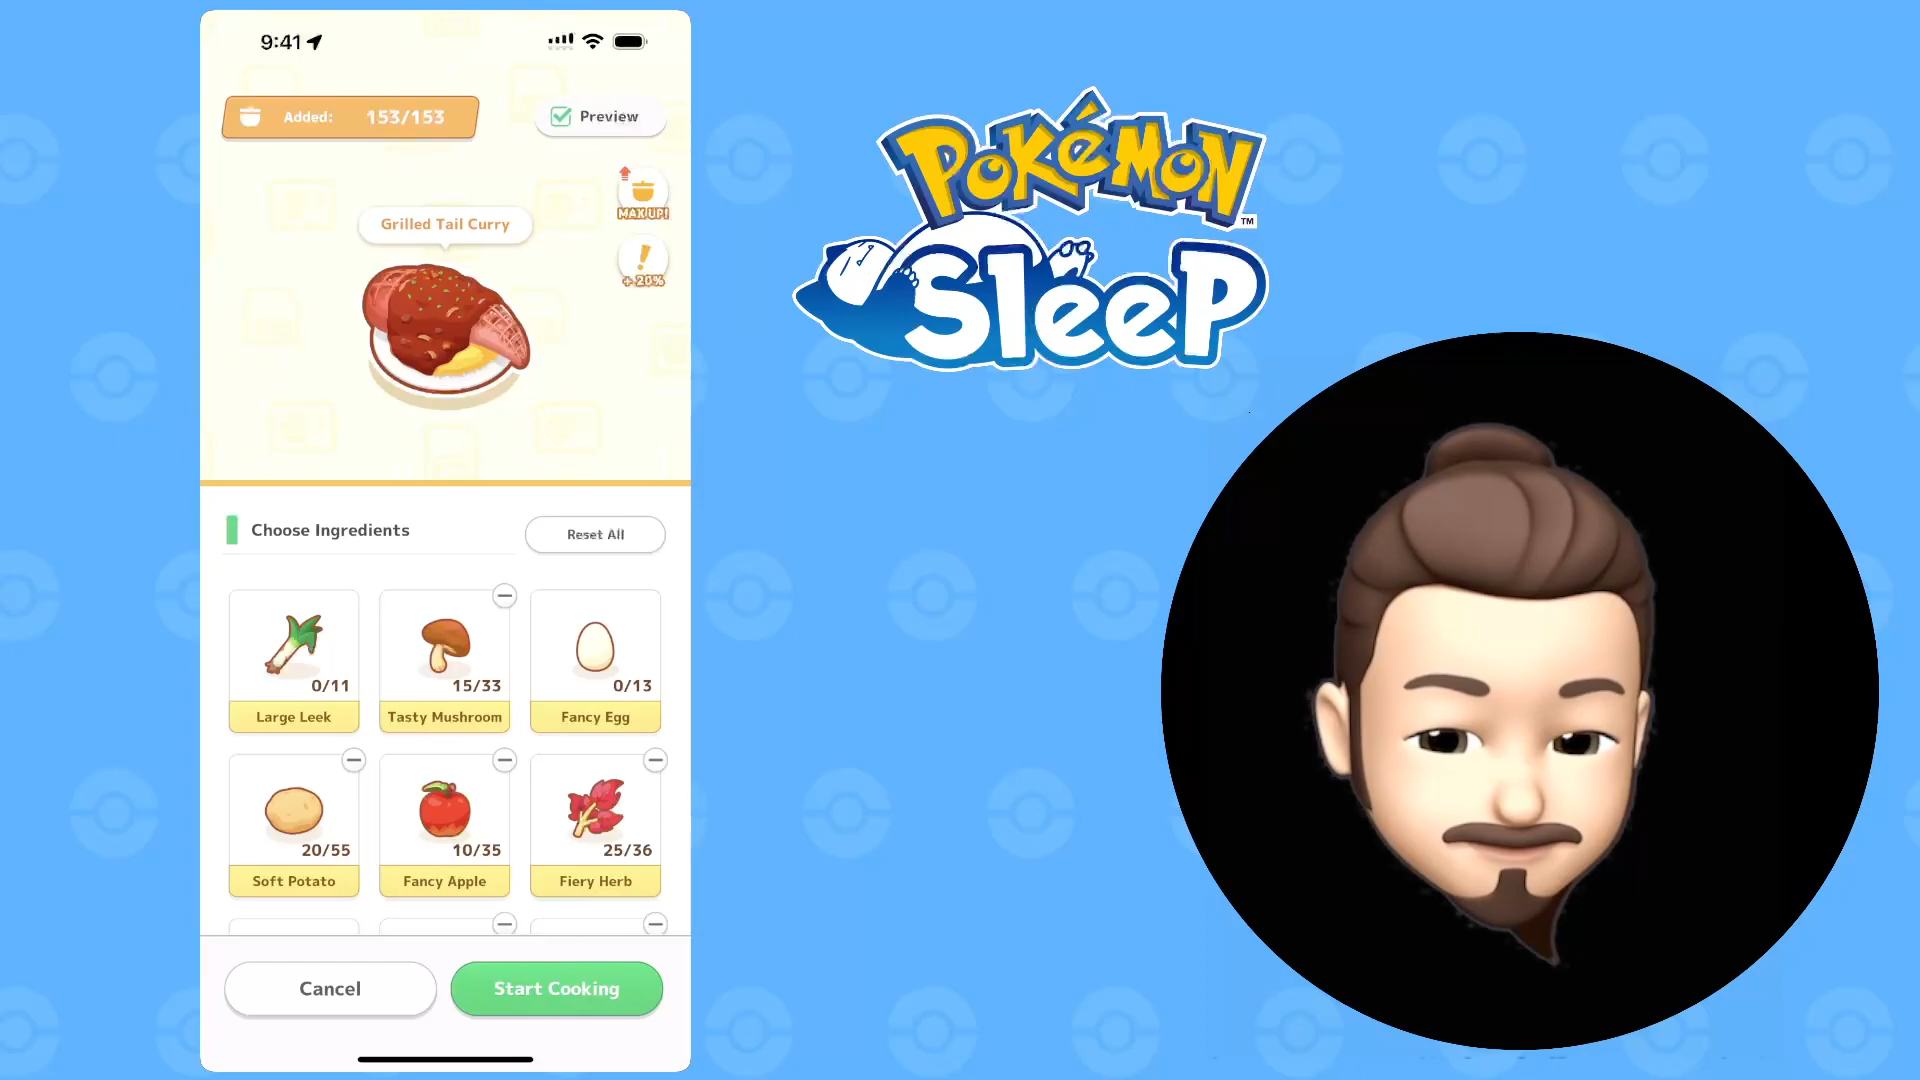 9:41
Added: 153/153
Preview
MAX UP!
Grilled Tail Curry
+20%
Choose Ingredients
Reset All
0/11
15/33
0/13
Large Leek
Tasty Mushroom
Fancy Egg
20/55
10/35
25/36
Soft Potato
Fancy Apple
Fiery Herb
Cancel
Start Cooking
POKéMON
TM
Sleep